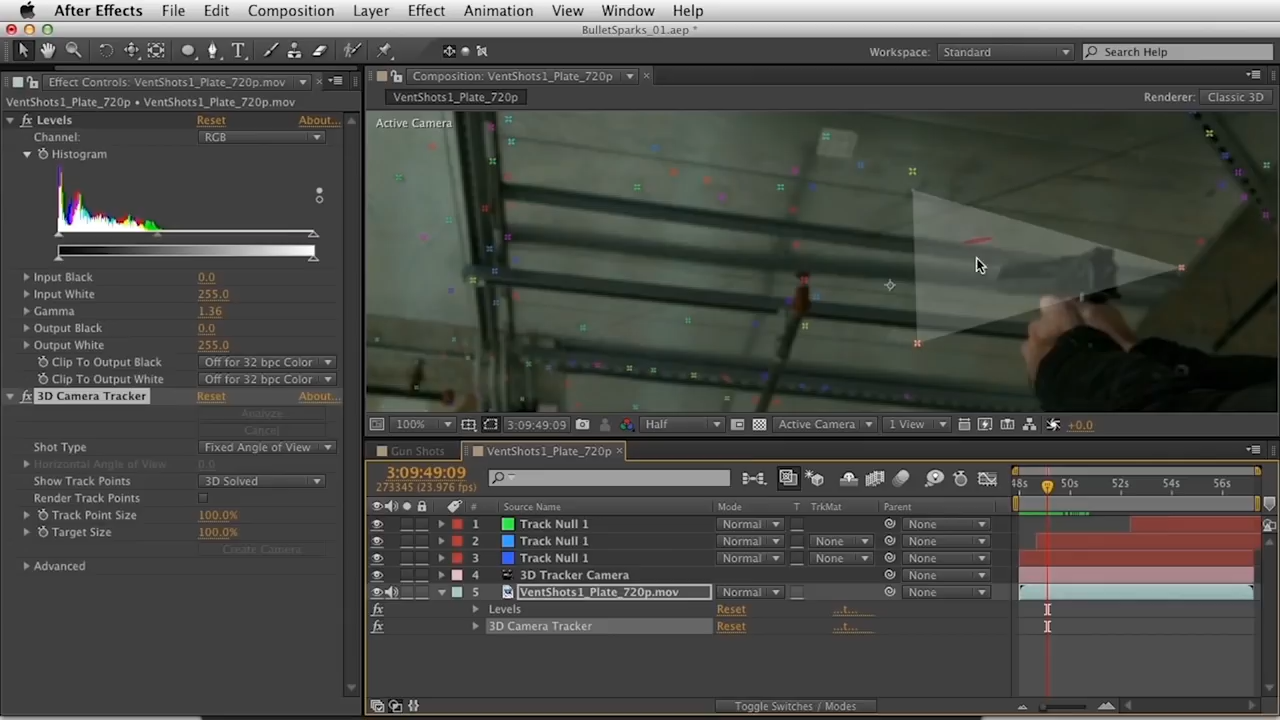 After Effects File Edit Composition Layer Effect Animation View Window Help
BulletSparks_01.aep *
Workspace: Standard Search Help
Effect Controls: VentShots1_Plate_720p.mov Composition: VentShots1_Plate_720p
VentShots1_Plate_720p • VentShots1_Plate_720p.mov VentShots1_Plate_720p Renderer: Classic 3D
fx Levels Reset About...
Active Camera
Channel: RGB
Histogram
Input Black 0.0
Input White 255.0
Gamma 1.36
Output Black 0.0
Output White 255.0
Clip To Output Black Off for 32 bpc Color
Clip To Output White Off for 32 bpc Color
fx 3D Camera Tracker Reset About...
Analyze
Cancel
100% 3:09:49:09 Half Active Camera 1 View +0.0
Shot Type Fixed Angle of View
Gun Shots VentShots1_Plate_720p
Horizontal Angle of View 0.0
3:09:49:09
273345 (23.976 fps)
Show Track Points 3D Solved
48s 50s 52s 54s 56s
Render Track Points
# Source Name Mode T TrkMat Parent
Track Point Size 100.0%
1 Track Null 1 Normal None
Target Size 100.0%
2 Track Null 1 Normal None None
Create Camera
3 Track Null 1 Normal None None
Advanced
4 3D Tracker Camera None
5 VentShots1_Plate_720p.mov Normal None
fx Levels Reset ...t...
fx 3D Camera Tracker Reset ...t...
Toggle Switches / Modes